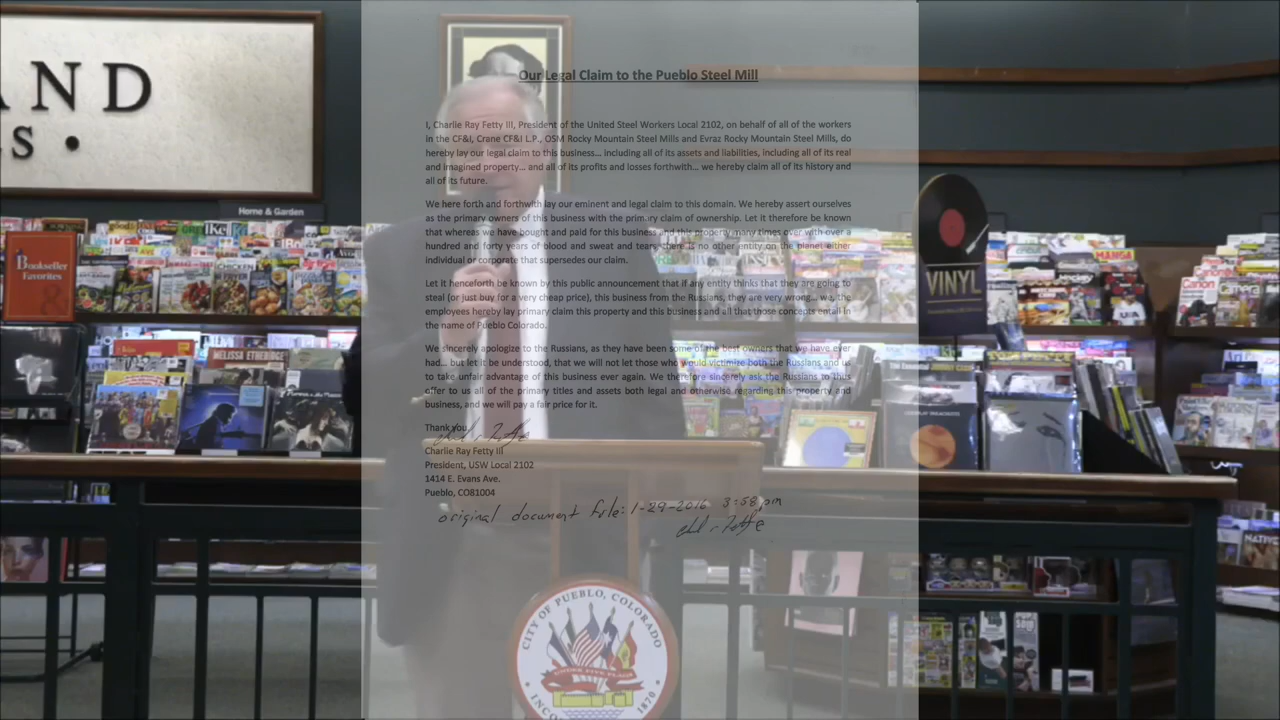 AND
S •
Our Legal Claim to the Pueblo Steel Mill
I, Charlie Ray Fetty III, President of the United Steel Workers Local 2102, on behalf of all of the workers
in the CF&I, Crane CF&I L.P., OSM Rocky Mountain Steel Mills and Evraz Rocky Mountain Steel Mills, do
hereby lay our legal claim to this business... including all of its assets and liabilities, including all of its real
and imagined property... and all of its profits and losses forthwith... we hereby claim all of its history and
all of its future.
We here forth and forthwith lay our eminent and legal claim to this domain. We hereby assert ourselves
as the primary owners of this business with the primary claim of ownership. Let it therefore be known
that whereas we have bought and paid for this business and this property many times over with over a
hundred and forty years of blood and sweat and tears, there is no other entity on the planet either
individual or corporate that supersedes our claim.
Let it henceforth be known by this public announcement that if any entity thinks that they are going to
steal (or just buy for a very cheap price), this business from the Russians, they are very wrong... we, the
employees hereby lay primary claim this property and this business and all that those concepts entail in
the name of Pueblo Colorado.
We sincerely apologize to the Russians, as they have been some of the best owners that we have ever
had... but let it be understood, that we will not let those who would victimize both the Russians and us
to take unfair advantage of this business ever again. We therefore sincerely ask the Russians to this
offer to us all of the primary titles and assets both legal and otherwise regarding this property and
business, and we will pay a fair price for it.
Thank you,
Charlie Ray Fetty III
President, USW Local 2102
1414 E. Evans Ave.
Pueblo, CO81004
original document file: 1-29-2016 3:58 pm
Home & Garden
Bookseller
Favorites
MELISSA ETHERIDGE
VINYL
MANGA
Canon
Camera
CHICKEN
CITY OF PUEBLO, COLORADO
UNDER FIVE FLAGS
1870